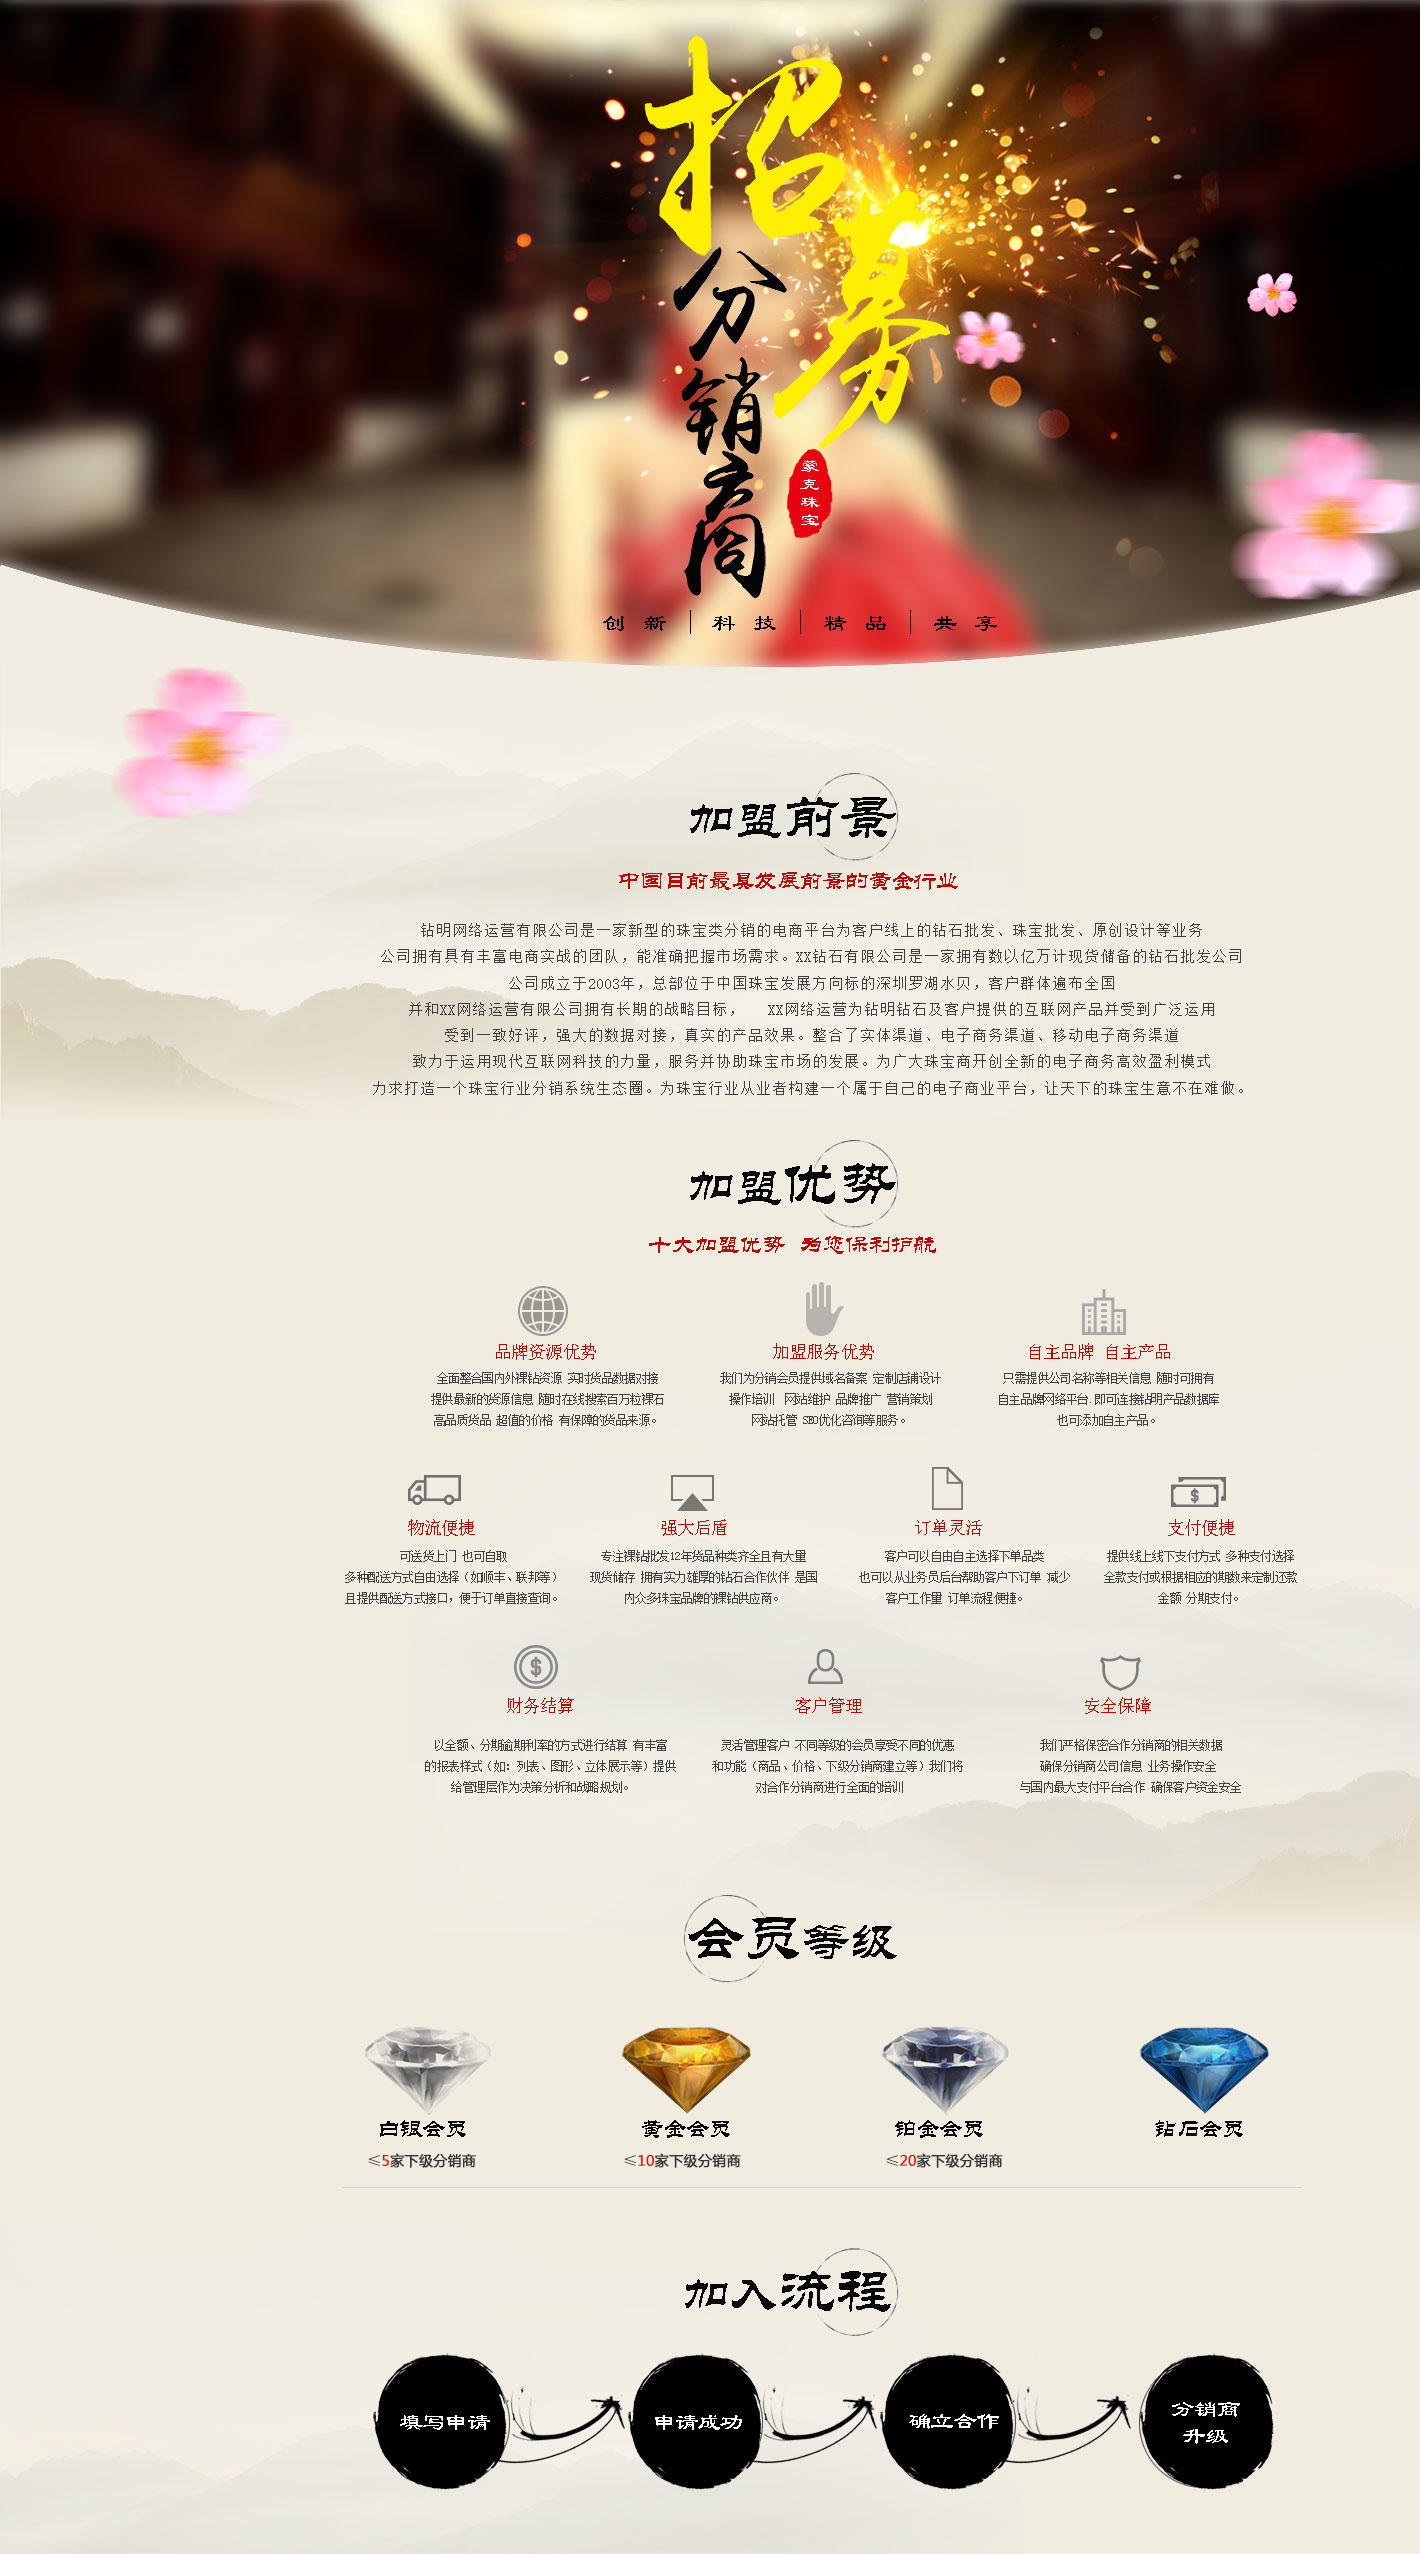 招募
分销商
蒙克珠宝
创新 科技 精品 共享
加盟前景
中国目前最具发展前景的黄金行业
钻明网络运营有限公司是一家新型的珠宝类分销的电商平台为客户线上的钻石批发、珠宝批发、原创设计等业务
公司拥有具有丰富电商实战的团队，能准确把握市场需求。XX钻石有限公司是一家拥有数以亿万计现货储备的钻石批发公司
公司成立于2003年，总部位于中国珠宝发展方向标的深圳罗湖水贝，客户群体遍布全国
并和XX网络运营有限公司拥有长期的战略目标， XX网络运营为钻明钻石及客户提供的互联网产品并受到广泛运用
受到一致好评，强大的数据对接，真实的产品效果。整合了实体渠道、电子商务渠道、移动电子商务渠道
致力于运用现代互联网科技的力量，服务并协助珠宝市场的发展。为广大珠宝商开创全新的电子商务高效盈利模式
力求打造一个珠宝行业分销系统生态圈。为珠宝行业从业者构建一个属于自己的电子商业平台，让天下的珠宝生意不在难做。
加盟优势
十大加盟优势 为您保利护航
品牌资源优势
全面整合国内外裸钻资源 实时货品数据对接
提供最新的货源信息 随时在线搜索百万粒裸石
高品质货品 超值的价格 有保障的货品来源。
加盟服务优势
我们为分销会员提供域名备案 定制店铺设计
操作培训 网站维护 品牌推广 营销策划
网站托管 SEO优化咨询等服务。
自主品牌 自主产品
只需提供公司名称等相关信息 随时可拥有
自主品牌网络平台.即可连接钻明产品数据库
也可添加自主产品。
物流便捷
可送货上门 也可自取
多种配送方式自由选择（如顺丰、联邦等）
且提供配送方式接口，便于订单直接查询。
强大后盾
专注裸钻批发12年货品种类齐全且有大量
现货储存 拥有实力雄厚的钻石合作伙伴 是国
内众多珠宝品牌的裸钻供应商。
订单灵活
客户可以自由自主选择下单品类
也可以从业务员后台帮助客户下订单 减少
客户工作量 订单流程便捷。
支付便捷
提供线上线下支付方式 多种支付选择
全款支付或根据相应的期数来定制还款
金额 分期支付。
财务结算
以全额、分期逾期利率的方式进行结算 有丰富
的报表样式（如：列表、图形、立体展示等）提供
给管理层作为决策分析和战略规划。
客户管理
灵活管理客户 不同等级的会员享受不同的优惠
和功能（商品、价格、下级分销商建立等）我们将
对合作分销商进行全面的培训
安全保障
我们严格保密合作分销商的相关数据
确保分销商公司信息 业务操作安全
与国内最大支付平台合作 确保客户资金安全
会员等级
白银会员
≤5家下级分销商
黄金会员
≤10家下级分销商
铂金会员
≤20家下级分销商
钻石会员
加入流程
填写申请
申请成功
确立合作
分销商
升级